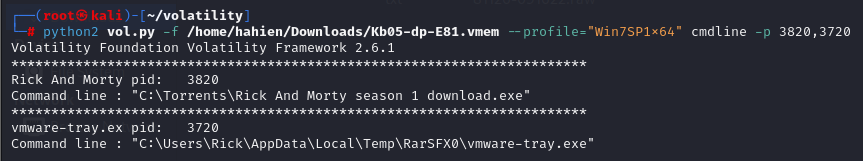 ┌──(root㉿kali)-[~/volatility]
└─# python2 vol.py -f /home/hahien/Downloads/Kb05-dp-E81.vmem --profile="Win7SP1×64" cmdline -p 3820,3720
Volatility Foundation Volatility Framework 2.6.1
************************************************************************
Rick And Morty pid:   3820
Command line : "C:\Torrents\Rick And Morty season 1 download.exe"
************************************************************************
vmware-tray.ex pid:   3720
Command line : "C:\Users\Rick\AppData\Local\Temp\RarSFX0\vmware-tray.exe"